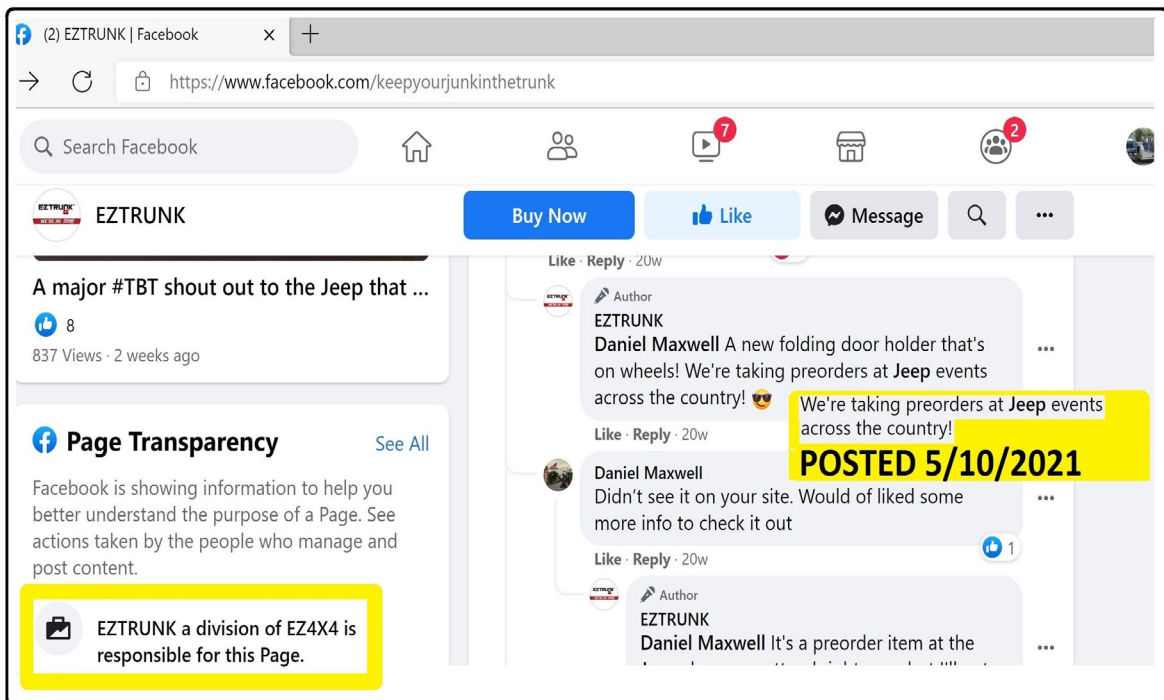 (2) EZTRUNK | Facebook
https://www.facebook.com/keepyourjunkinthetrunk
Search Facebook
7
2
EZTRUNK
EZTRUNK
Buy Now
Like
Message
A major #TBT shout out to the Jeep that ...
8
837 Views · 2 weeks ago
Page Transparency
See All
Facebook is showing information to help you
better understand the purpose of a Page. See
actions taken by the people who manage and
post content.
EZTRUNK a division of EZ4X4 is
responsible for this Page.
Like · Reply · 20w
EZTRUNK
Author
EZTRUNK
Daniel Maxwell A new folding door holder that's
on wheels! We're taking preorders at Jeep events
across the country! 😎
We're taking preorders at Jeep events
across the country!
POSTED 5/10/2021
Like · Reply · 20w
Daniel Maxwell
Didn't see it on your site. Would of liked some
more info to check it out
1
Like · Reply · 20w
EZTRUNK
Author
EZTRUNK
Daniel Maxwell It's a preorder item at the